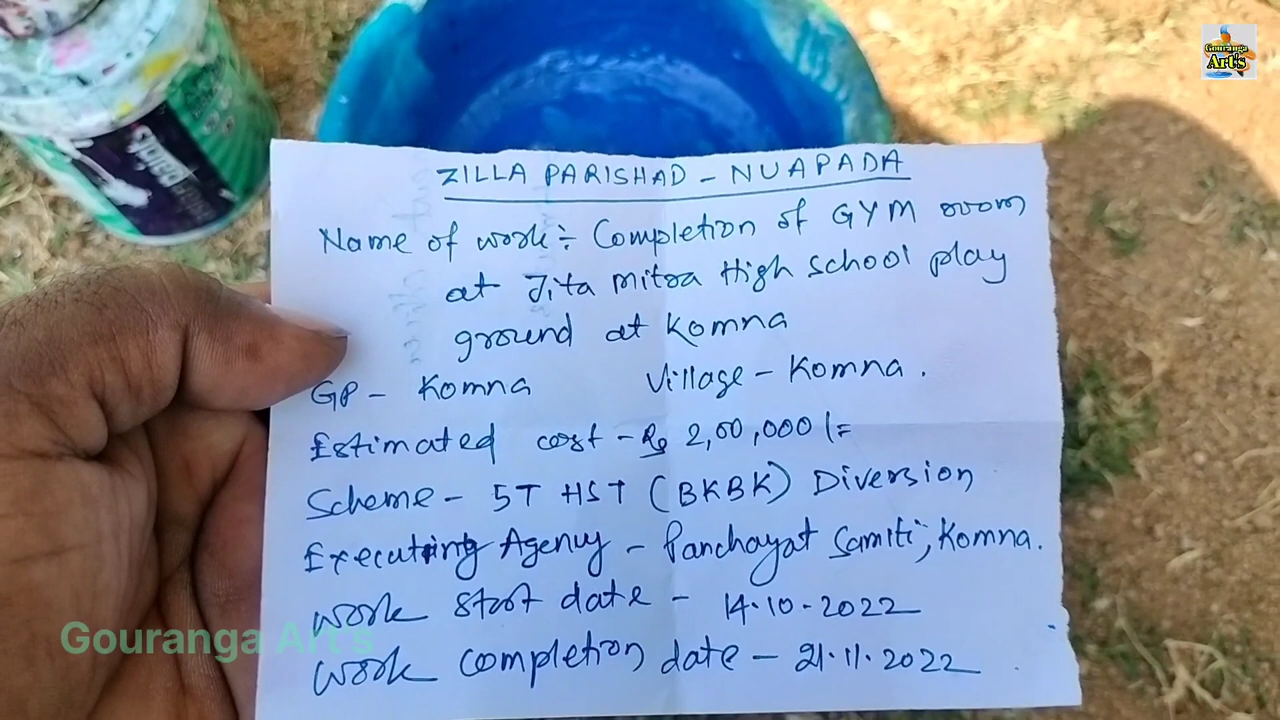 Gouranga
Art's
ZILLA PARISHAD - NUAPADA
Name of work:- Completion of GYM room
at Jita Mitra High school play
ground at Komna
GP - Komna Village - Komna.
Estimated cost - Rs 2,00,000/=
Scheme - 5T HST (BKBK) Diversion
Executing Agency - Panchayat Samiti, Komna.
Work start date - 14.10.2022
Work completion date - 21.11.2022
Gouranga Art's